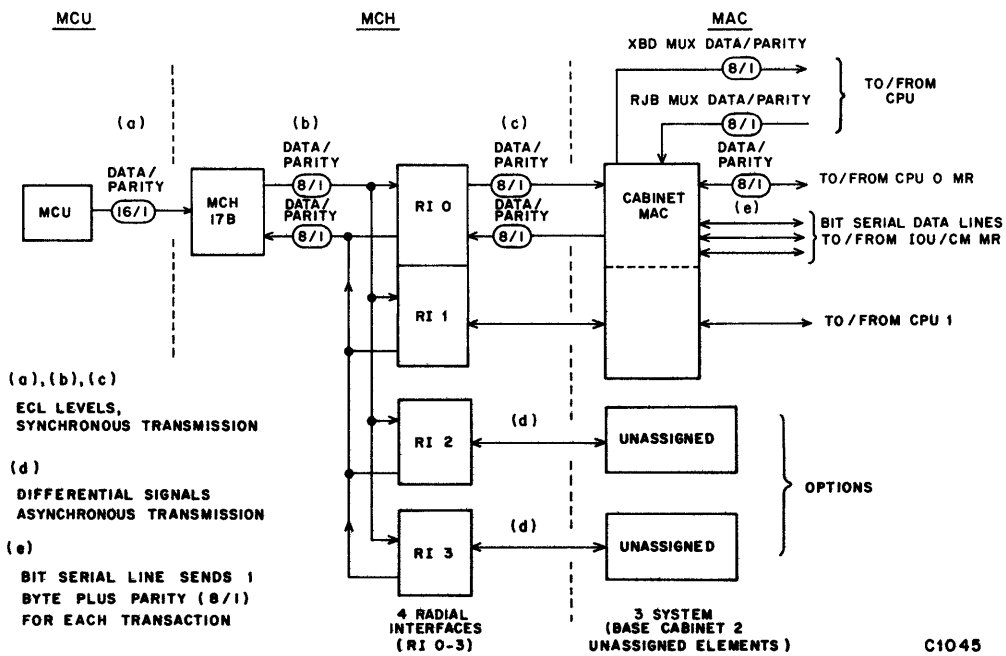 MCU
MCH
MAC
XBD MUX DATA/PARITY
8/1
TO/FROM
CPU
RJB MUX DATA/PARITY
8/1
(a)
(b)
(c)
DATA/
PARITY
16/1
DATA/
PARITY
8/1
DATA/
PARITY
8/1
DATA/
PARITY
8/1
DATA/
PARITY
8/1
DATA/
PARITY
8/1
(e)
MCU
MCH
17B
RI 0
CABINET
MAC
TO/FROM CPU 0 MR
BIT SERIAL DATA LINES
TO/FROM IOU/CM MR
RI 1
TO/FROM CPU 1
(a),(b),(c)
ECL LEVELS,
SYNCHRONOUS TRANSMISSION
(d)
DIFFERENTIAL SIGNALS
ASYNCHRONOUS TRANSMISSION
(e)
BIT SERIAL LINE SENDS 1
BYTE PLUS PARITY (8/1)
FOR EACH TRANSACTION
RI 2
(d)
UNASSIGNED
OPTIONS
RI 3
(d)
UNASSIGNED
4 RADIAL
INTERFACES
(RI 0-3)
3 SYSTEM
(BASE CABINET 2
UNASSIGNED ELEMENTS)
C1045